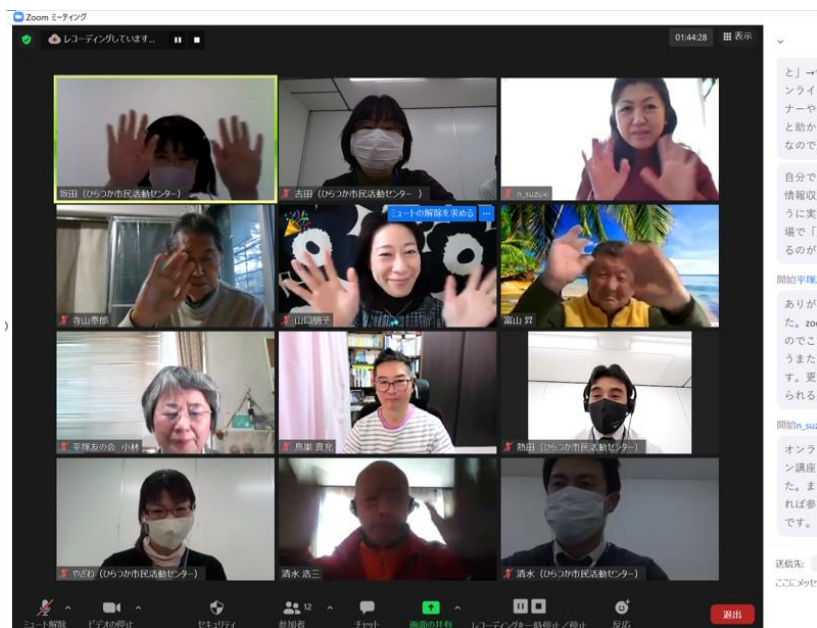 Zoom ミーティング
レコーディングしています...
01:44:28
表示
坂田（ひらつか市民活動センター）
古田（ひらつか市民活動センター ）
n_suzuki
ミュートの解除を求める
寺山泰郎
山口朋子
富山 昇
平塚友の会 小林
鳥巣 貴充
熱田（ひらつか市民活動センター）
やざわ（ひらつか市民活動センター）
清水 浩三
清水（ひらつか市民活動センター）
ミュート解除
ビデオの停止
セキュリティ
12
参加者
チャット
画面の共有
レコーディングを一時停止／停止
反応
退出
と」→
ンライ
ナーや
と助か
なので
自分で
情報収
うに実
場で「
るのが
開始平塚
ありが
た。zoo
のでこ
うまた
す。更
られる
開始n_suz
オンラ
ン講座
た。ま
れば参
です。
送信先:
ここにメッセ